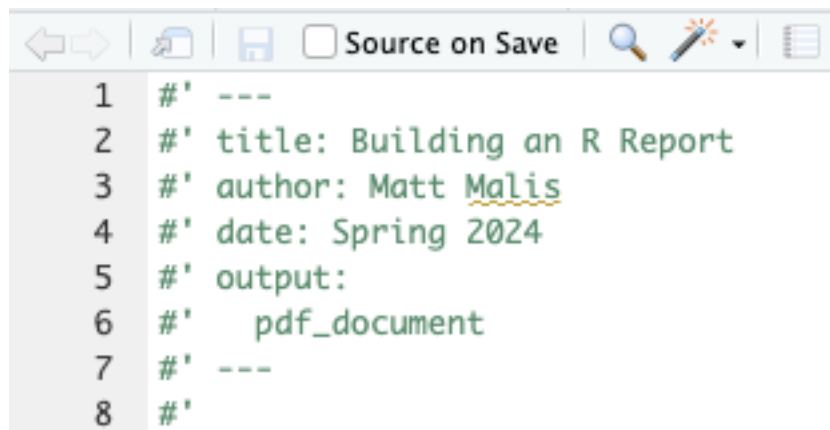 Source on Save
1 #' ---
2 #' title: Building an R Report
3 #' author: Matt Malis
4 #' date: Spring 2024
5 #' output:
6 #'   pdf_document
7 #' ---
8 #'